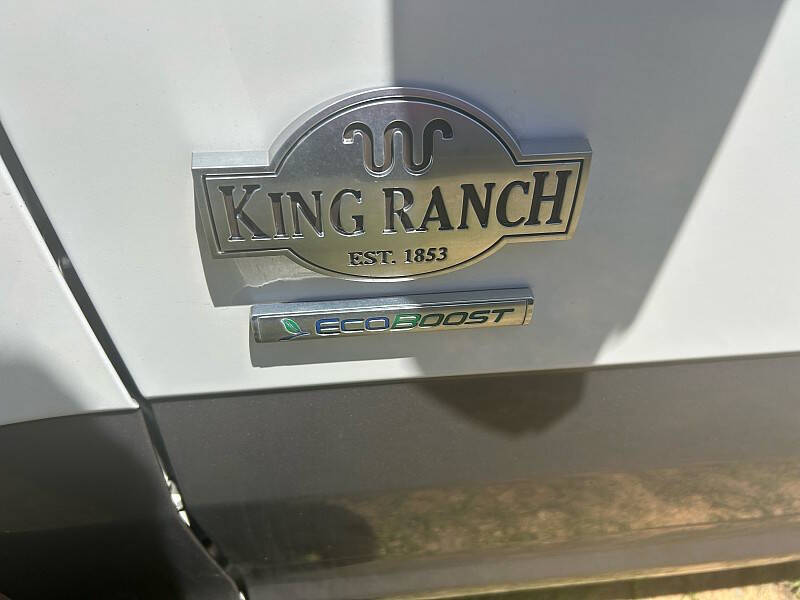 KING RANCH
EST. 1853
ECOBOOST